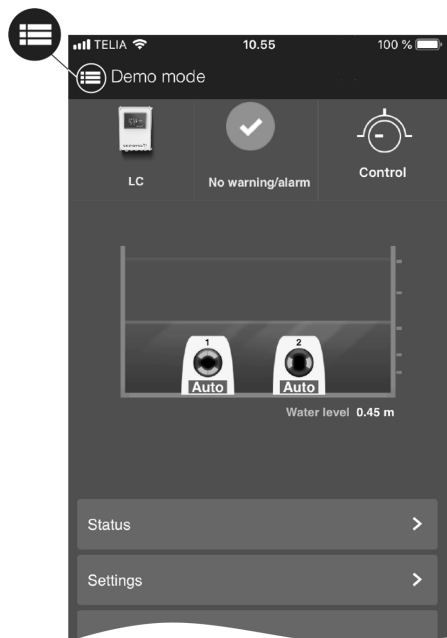 TELIA 10.55 100 %
Demo mode
LC
No warning/alarm
Control
1 2
Auto Auto
Water level 0.45 m
Status
Settings